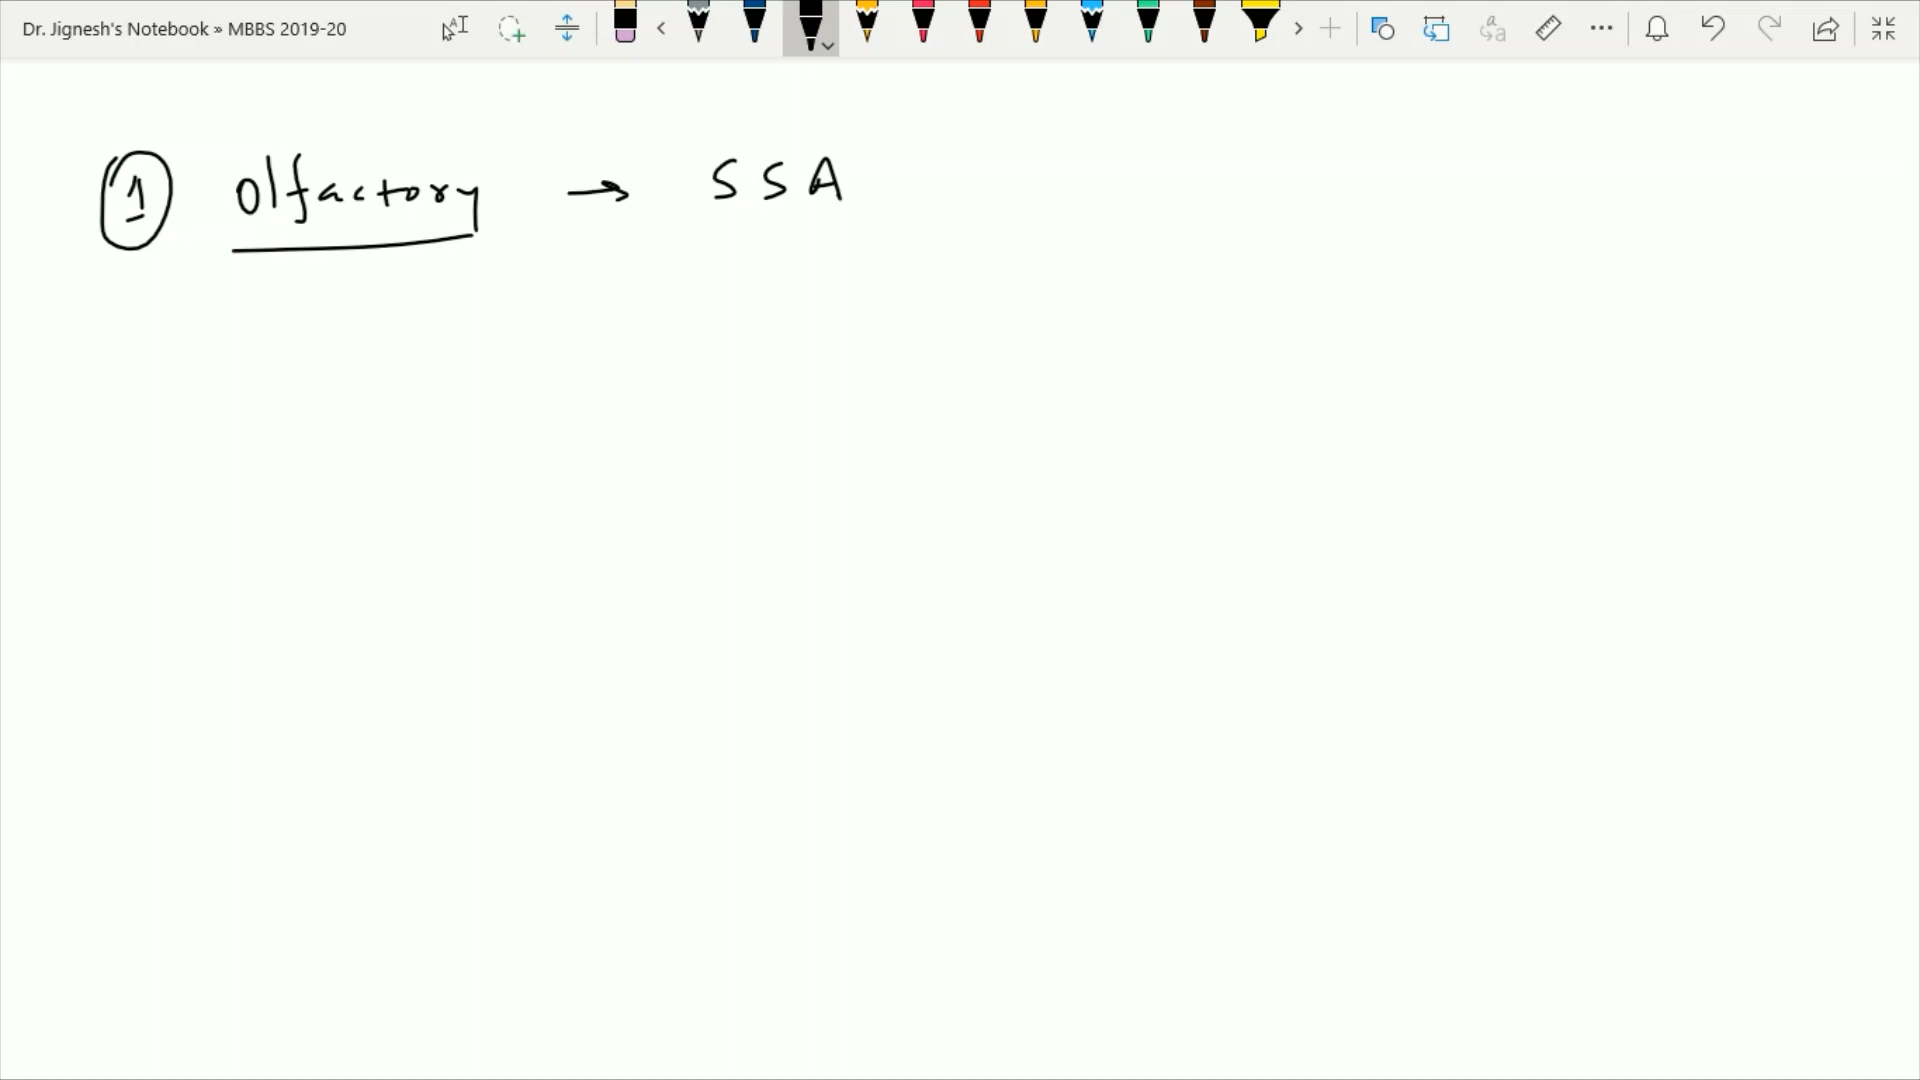 Dr. Jignesh's Notebook » MBBS 2019-20
① Olfactory → SSA